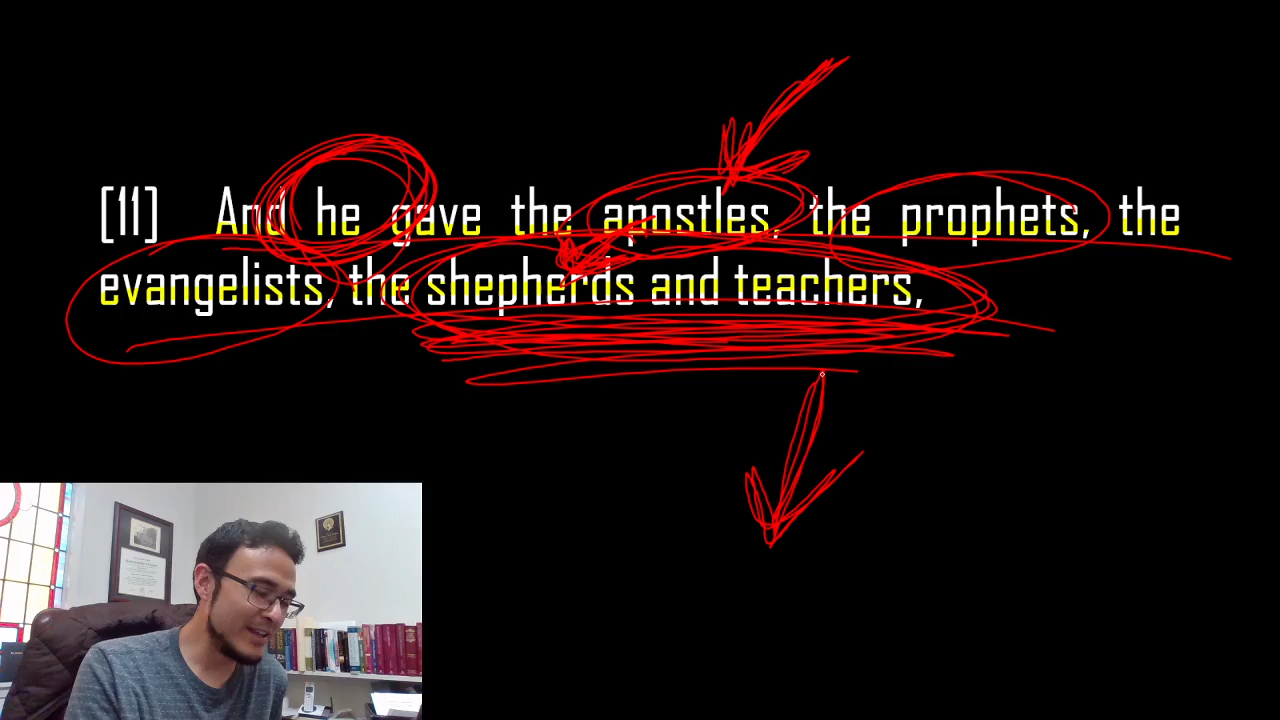 [11] And he gave the apostles, the prophets, the
evangelists, the shepherds and teachers,